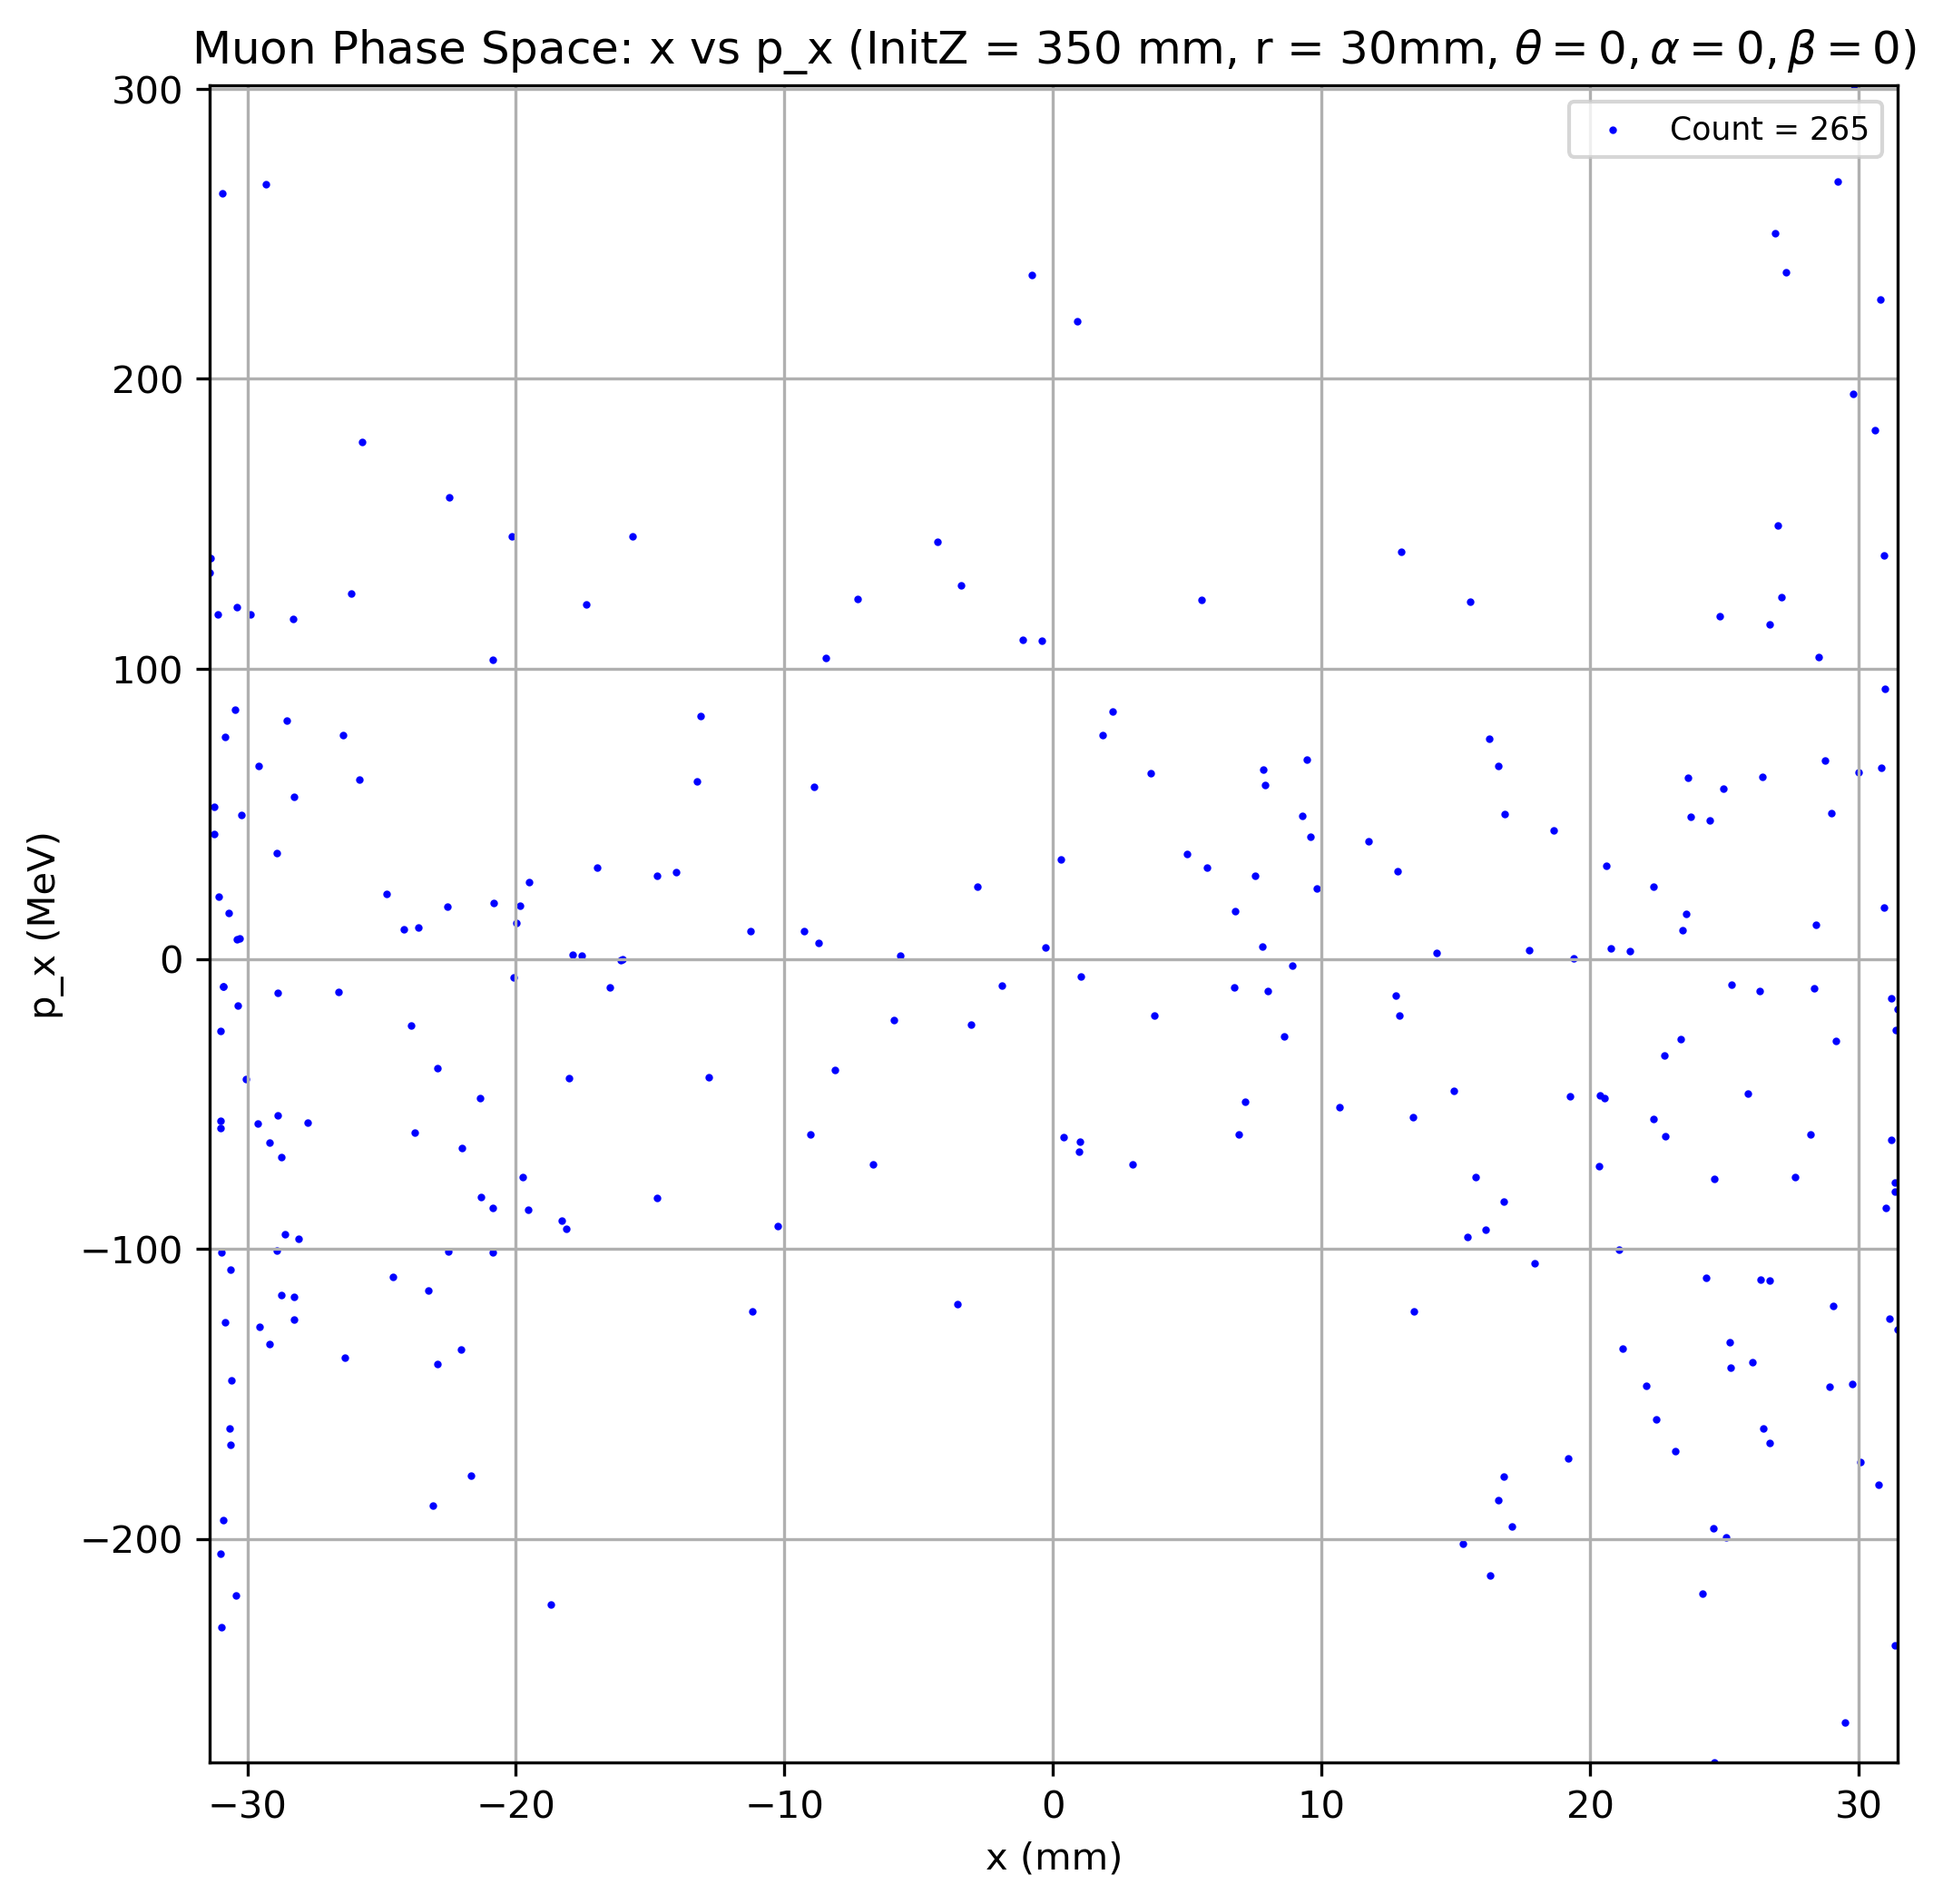 Muon Phase Space: x vs p_x (InitZ = 350 mm, r = 30mm, θ = 0, α = 0, β = 0)
Count = 265
300
200
100
0
−100
−200
p_x (MeV)
−30 −20 −10 0 10 20 30
x (mm)